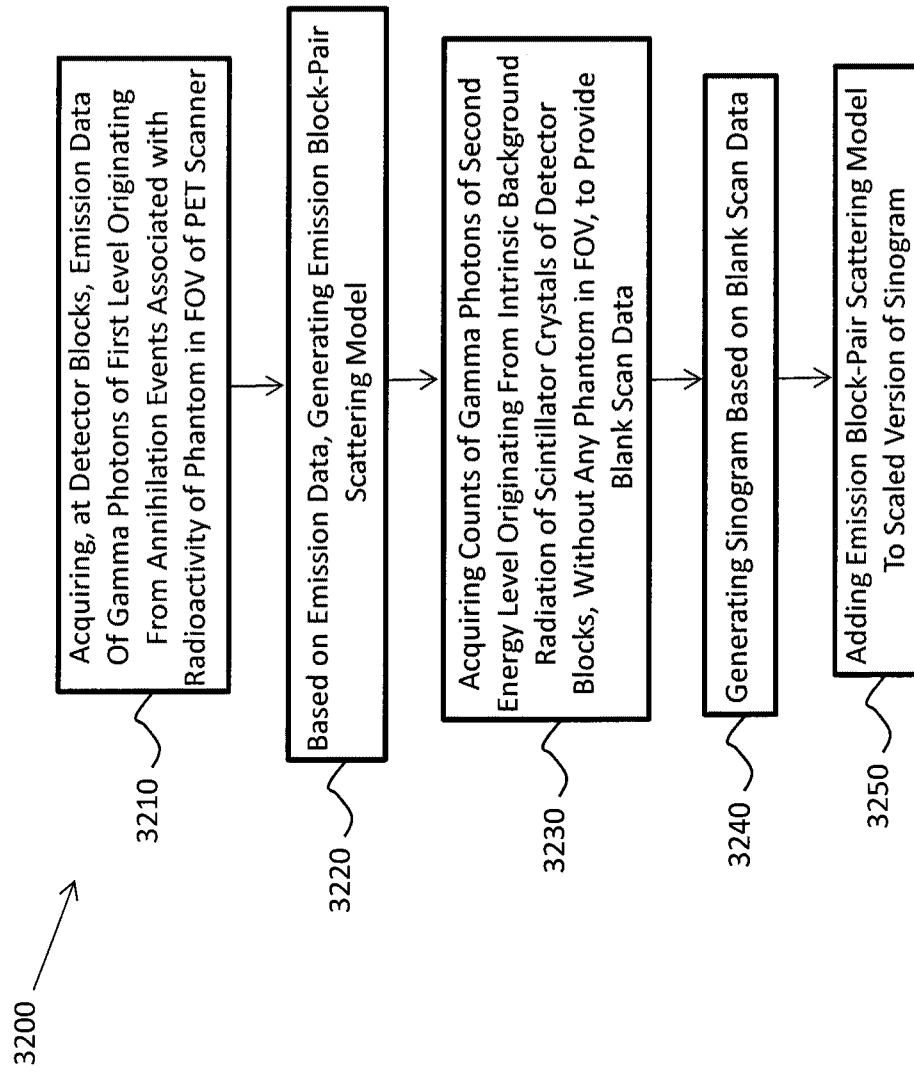 3200
3210
Acquiring, at Detector Blocks, Emission Data
Of Gamma Photons of First Level Originating
From Annihilation Events Associated with
Radioactivity of Phantom in FOV of PET Scanner
3220
Based on Emission Data, Generating Emission Block-Pair
Scattering Model
3230
Acquiring Counts of Gamma Photons of Second
Energy Level Originating From Intrinsic Background
Radiation of Scintillator Crystals of Detector
Blocks, Without Any Phantom in FOV, to Provide
Blank Scan Data
3240
Generating Sinogram Based on Blank Scan Data
3250
Adding Emission Block-Pair Scattering Model
To Scaled Version of Sinogram